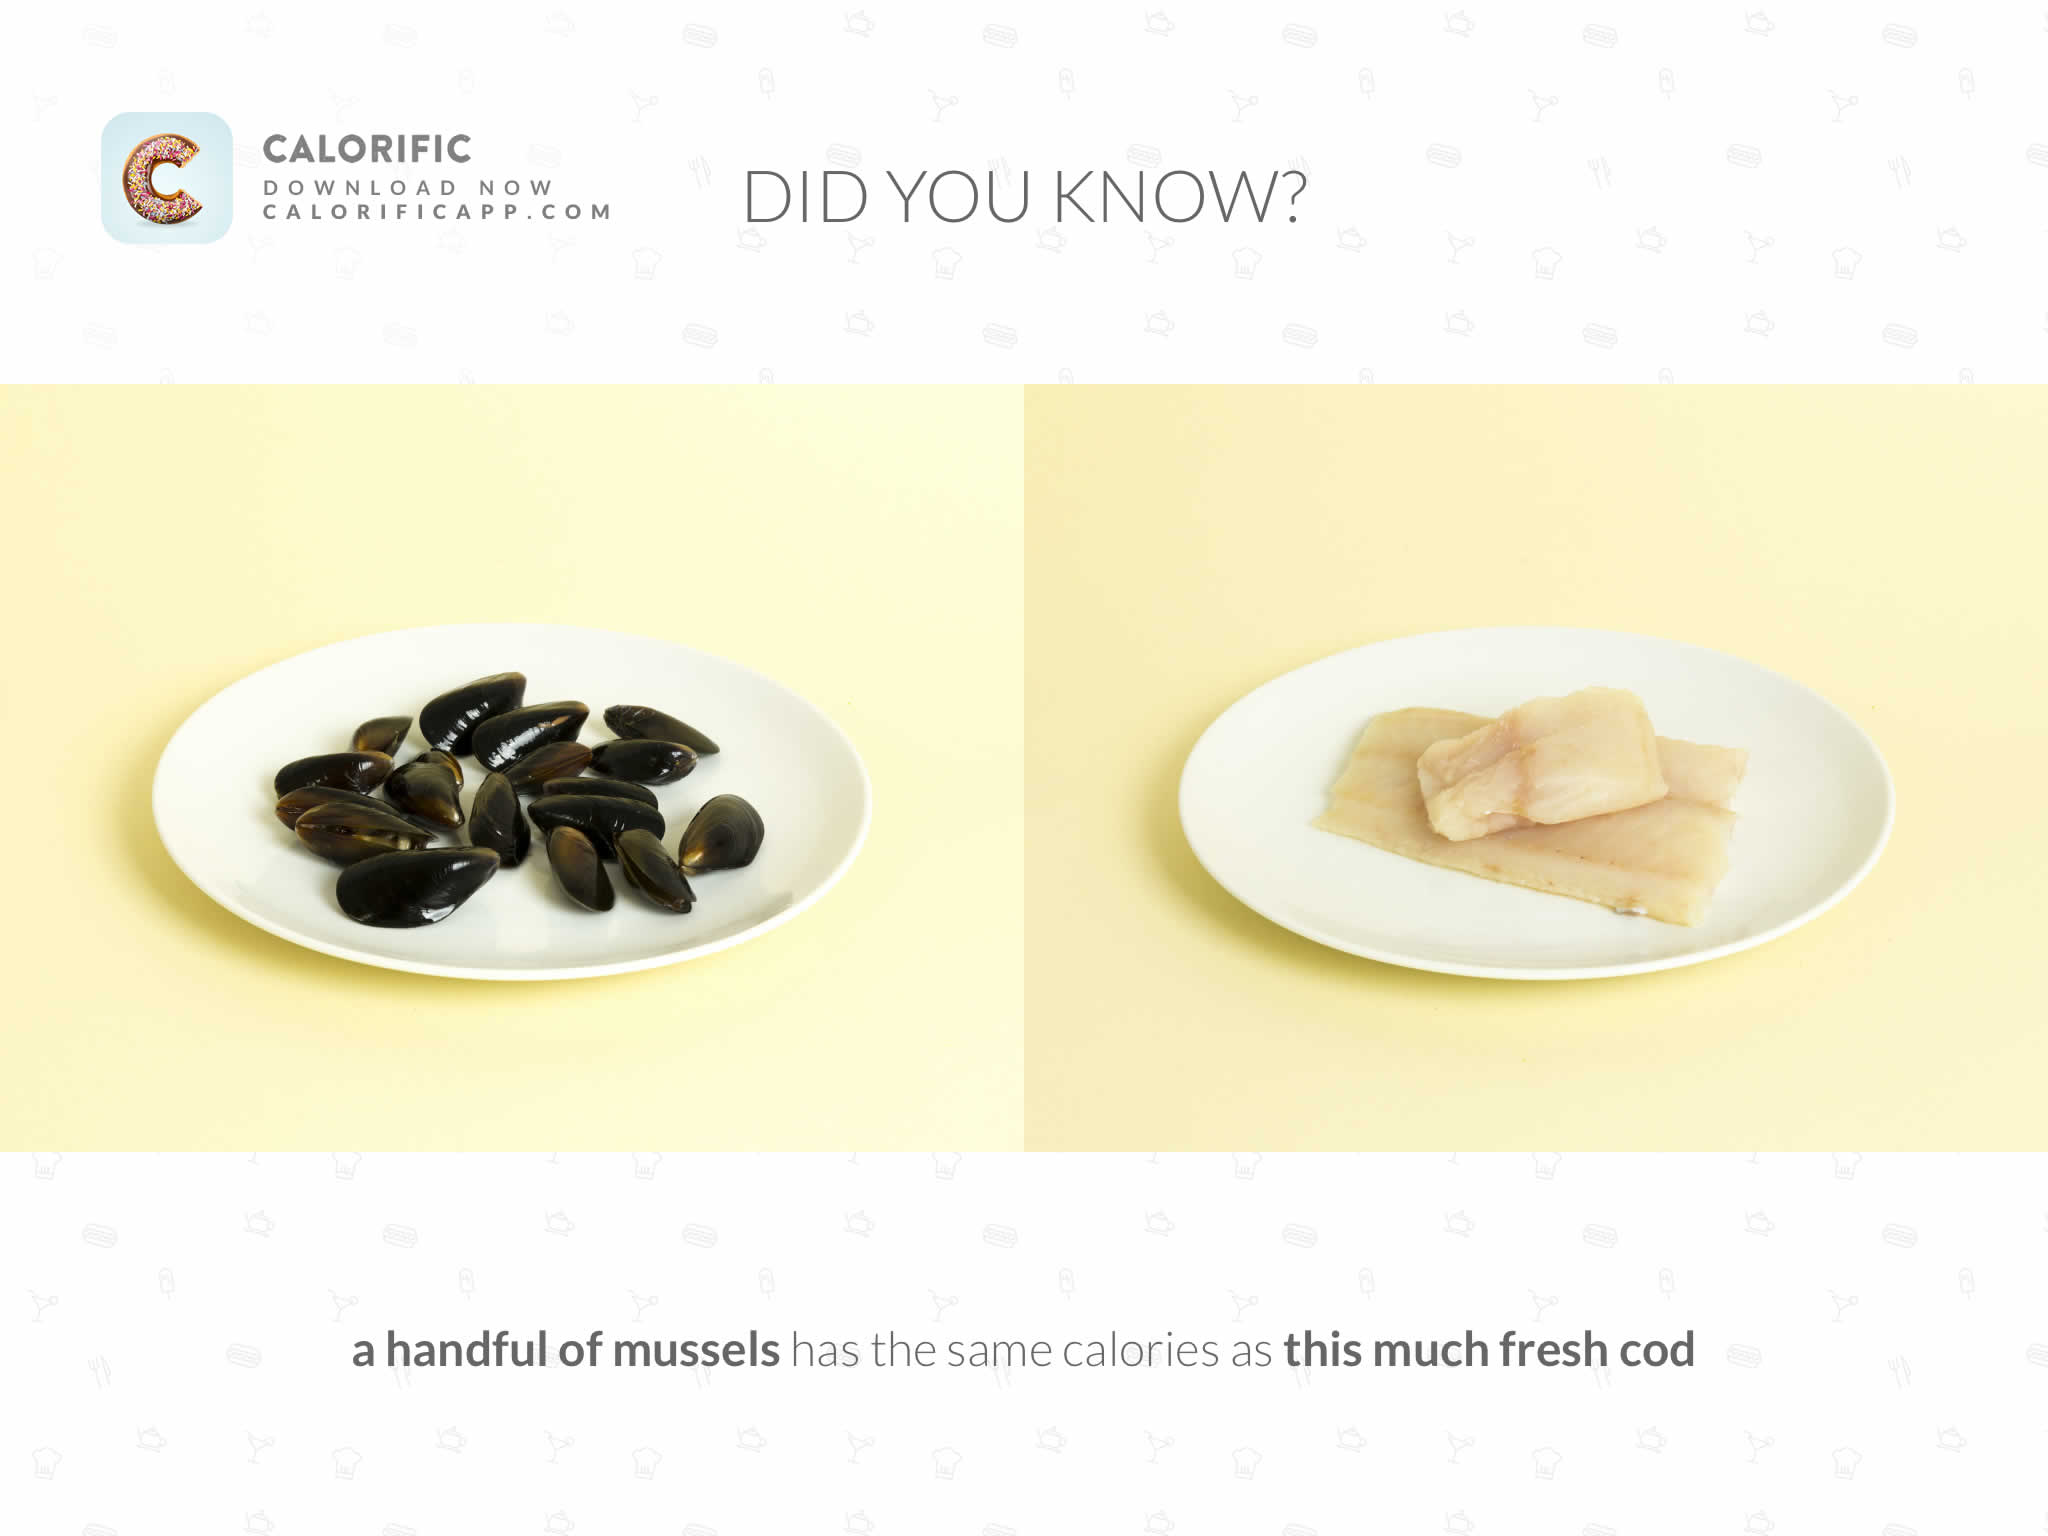 CALORIFIC
DOWNLOAD NOW
CALORIFICAPP.COM
DID YOU KNOW?
a handful of mussels has the same calories as this much fresh cod